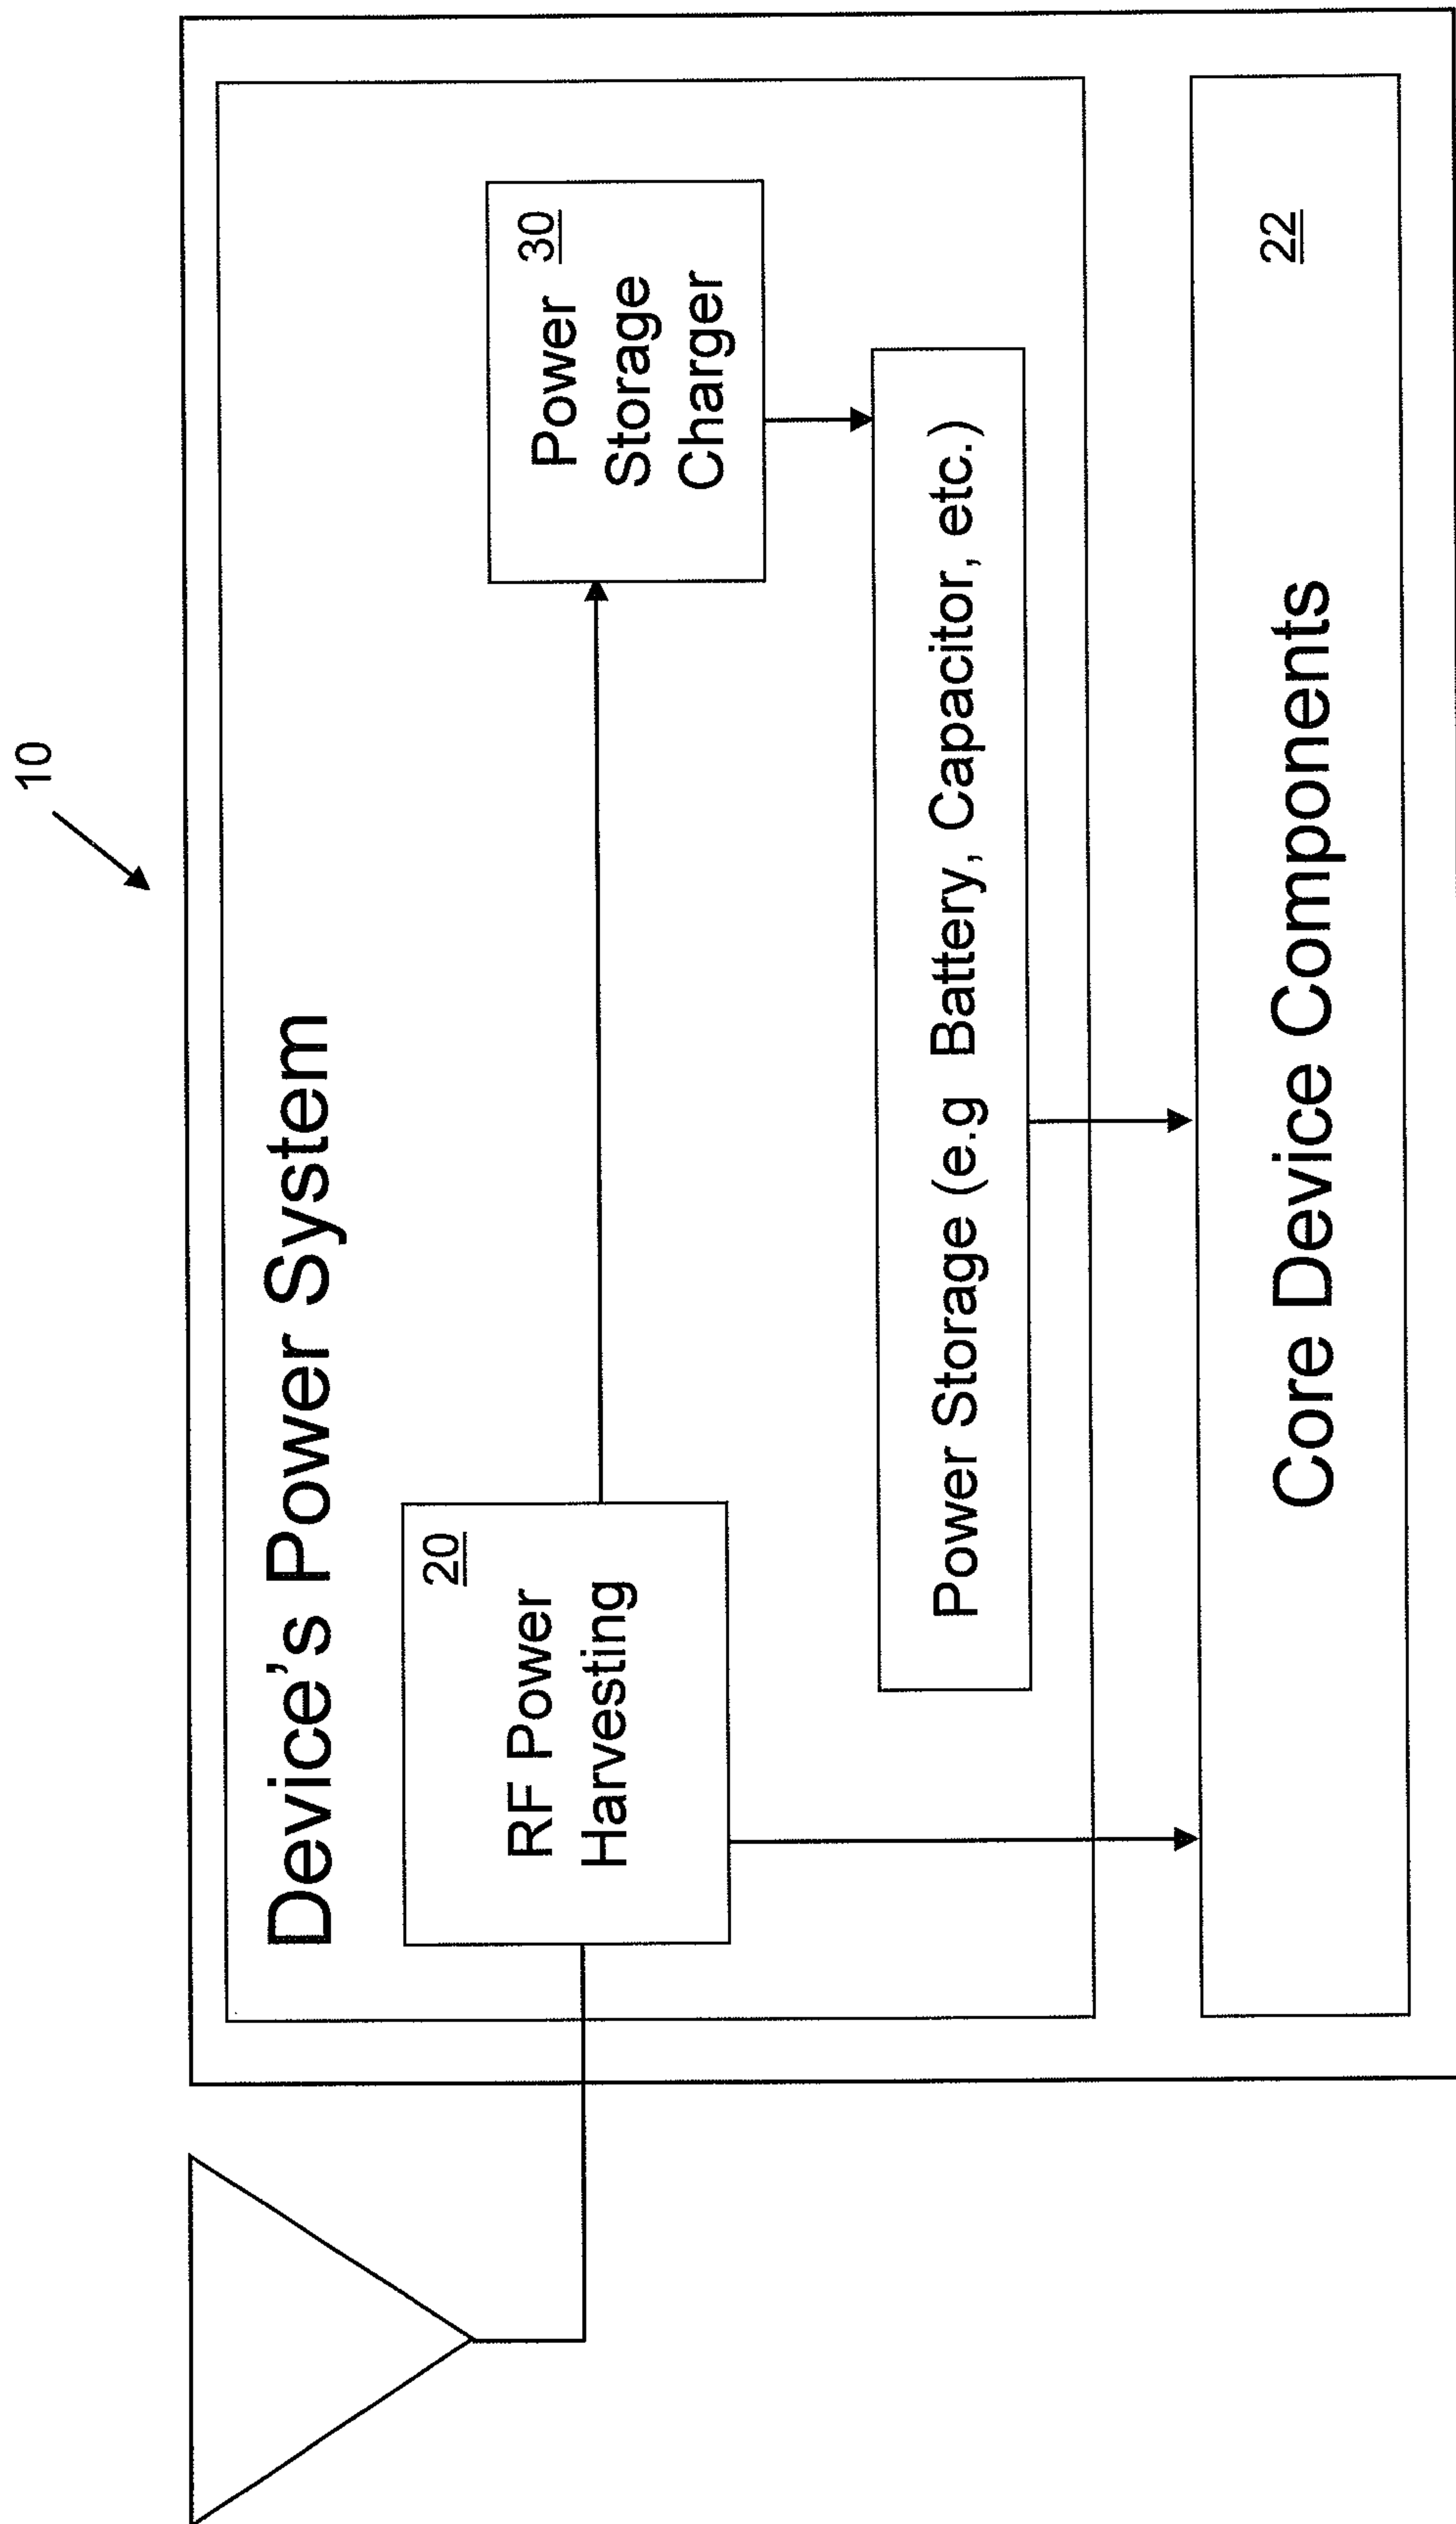 10
Device's Power System
20
RF Power
Harvesting
Power 30
Storage
Charger
Power Storage (e.g Battery, Capacitor, etc.)
22
Core Device Components